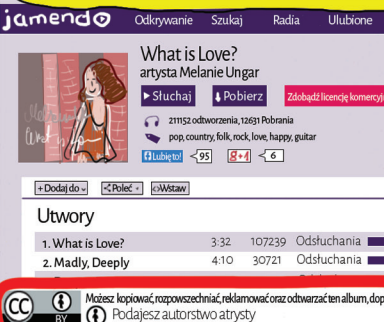 jamendo Odkrywanie Szukaj Radia Ulubione
What is Love?
artysta Melanie Ungar
Słuchaj Pobierz Zdobądź licencję komercyj
211152 odtworzenia, 12631 Pobrania
pop, country, folk, rock, love, happy, guitar
Lubię to! 95 g+1 6
+ Dodaj do Poleć <>Wstaw
Utwory
1. What is Love? 3:32 107239 Odsłuchania
2. Madly, Deeply 4:10 30721 Odsłuchania
cc BY Możesz kopiować, rozpowszechniać, reklamować oraz odtwarzać ten album, dop
Podajesz autorstwo atrysty